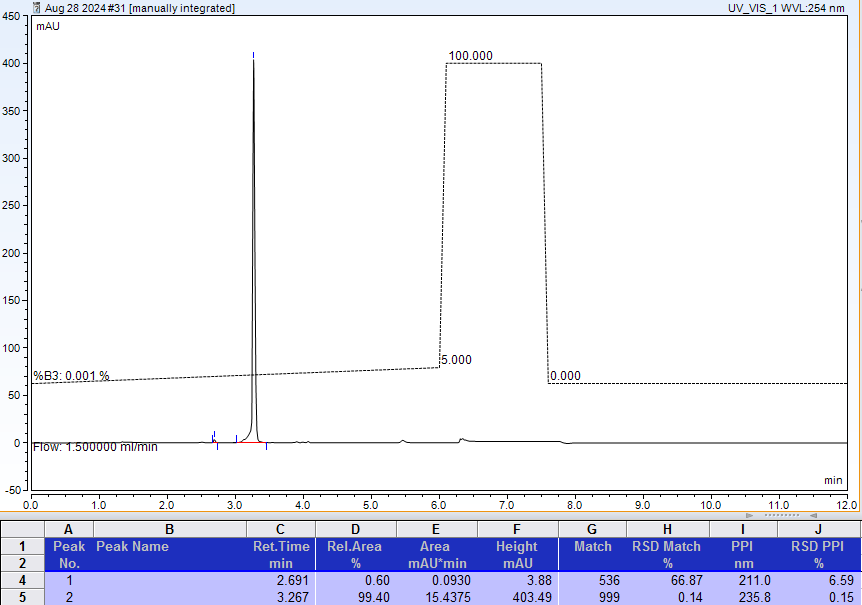 Aug 28 2024 #31 [manually integrated] UV_VIS_1 WVL:254 nm
450
mAU
400
350
300
250
200
150
100
50
0
-50
100.000
5.000
%B3: 0.001 %
0.000
Flow: 1.500000 ml/min
min
0.0 1.0 2.0 3.0 4.0 5.0 6.0 7.0 8.0 9.0 10.0 11.0 12.0
A B C D E F G H I J
1 Peak Peak Name Ret.Time Rel.Area Area Height Match RSD Match PPI RSD PPI
2 No. min % mAU*min mAU % nm %
4 1 2.691 0.60 0.0930 3.88 536 66.87 211.0 6.59
5 2 3.267 99.40 15.4375 403.49 999 0.14 235.8 0.15